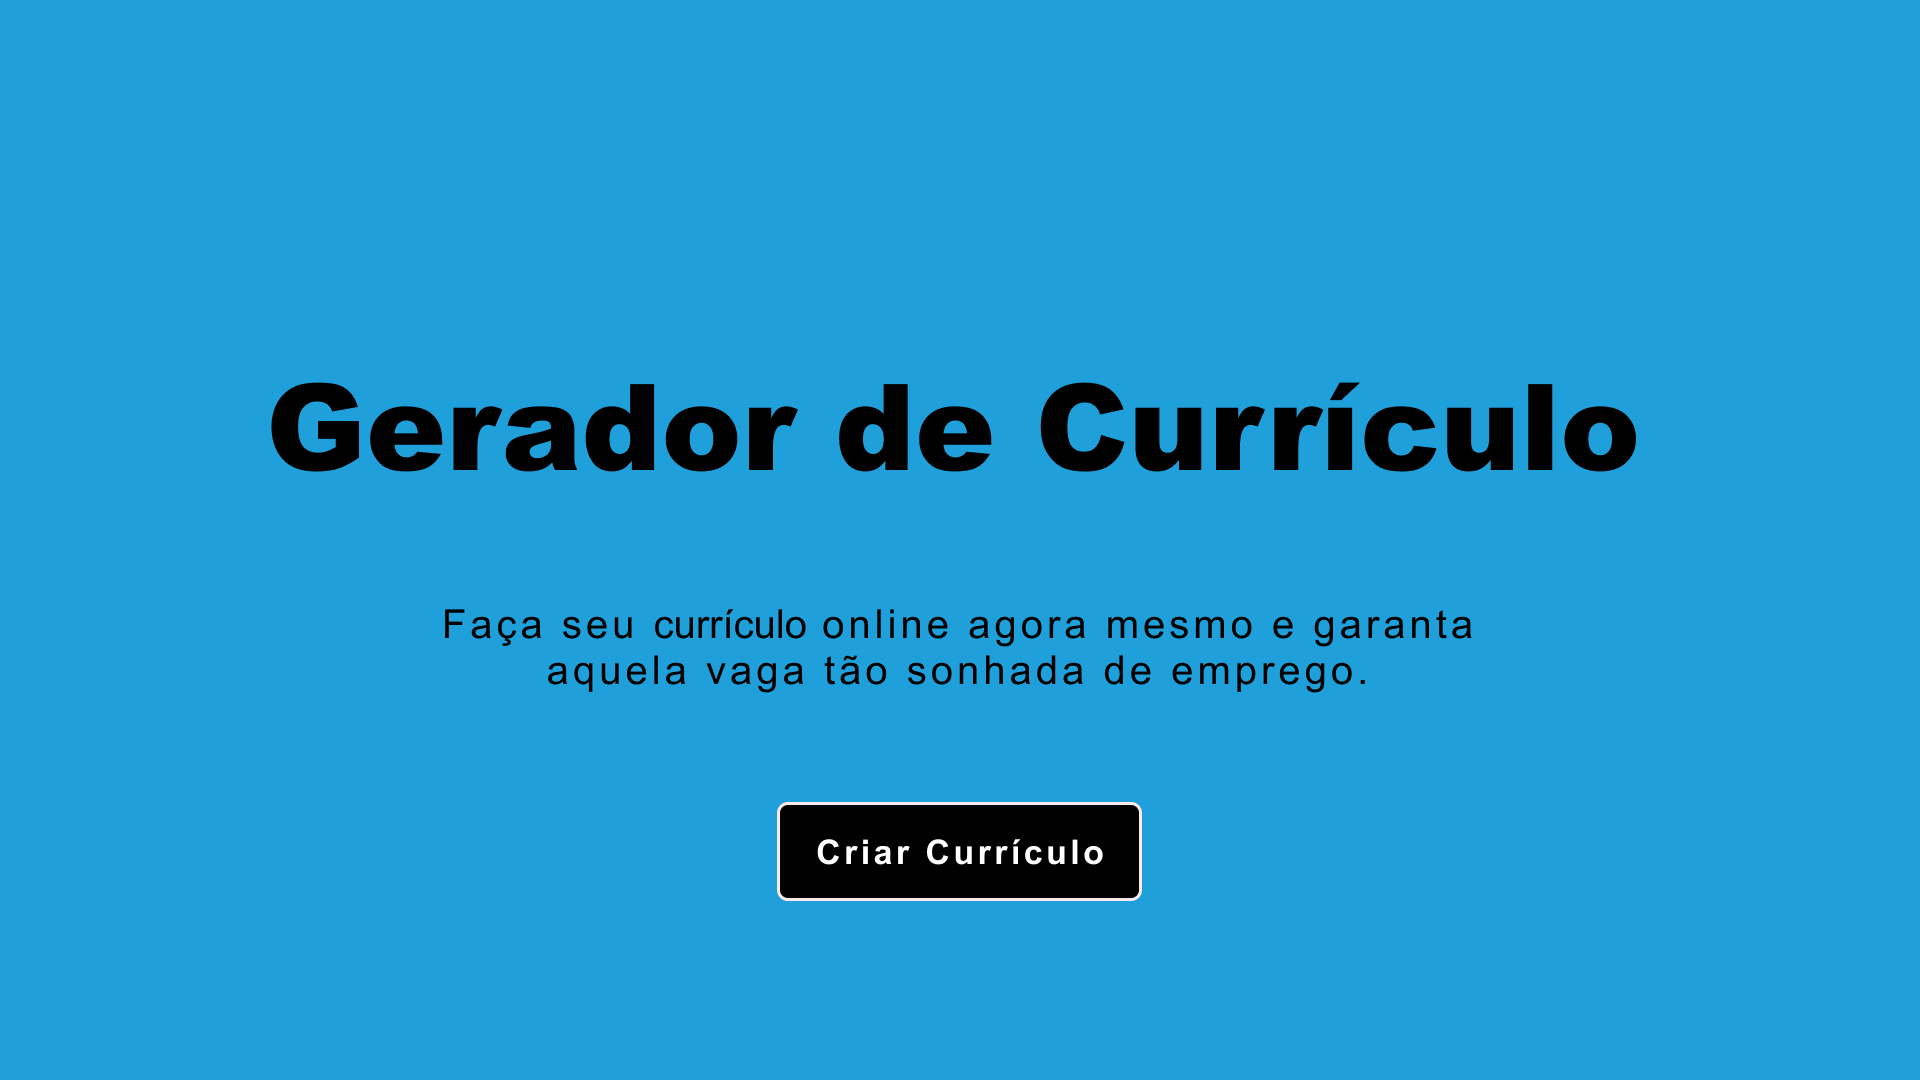 Gerador de Currículo
Faça seu currículo online agora mesmo e garanta
aquela vaga tão sonhada de emprego.
Criar Currículo